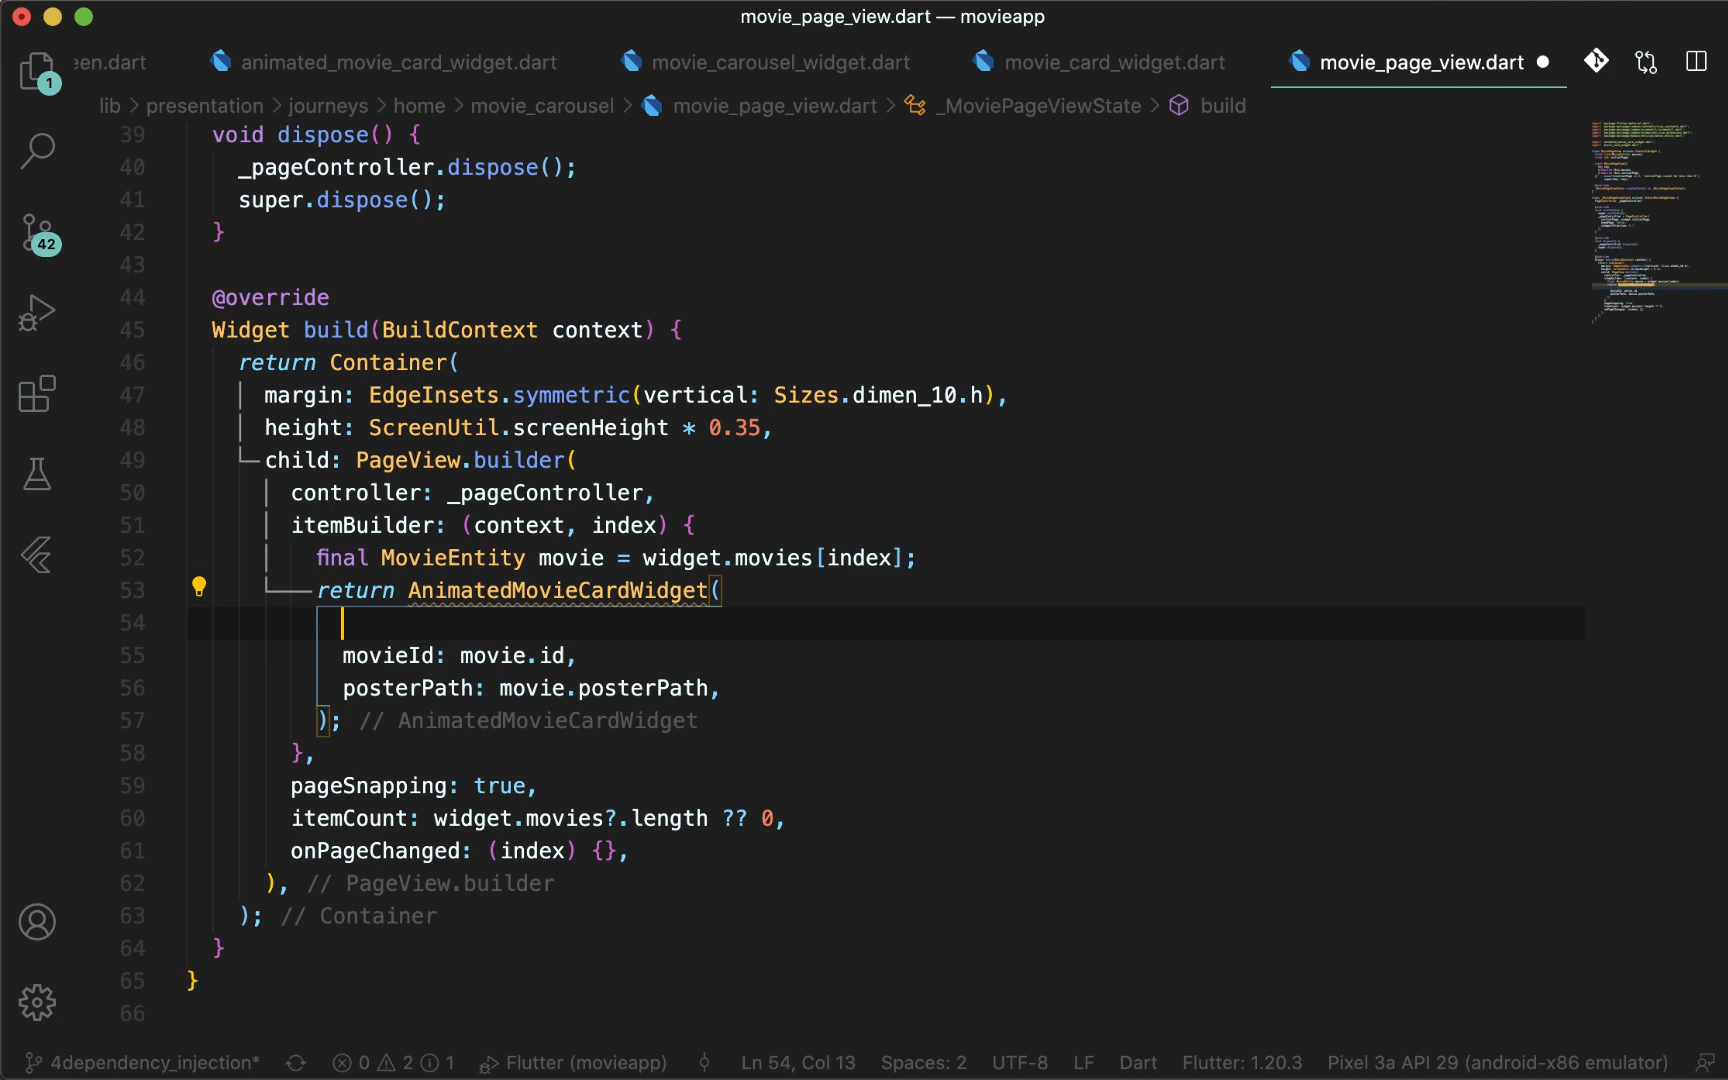 movie_page_view.dart — movieapp
een.dart animated_movie_card_widget.dart movie_carousel_widget.dart movie_card_widget.dart movie_page_view.dart
1
lib > presentation > journeys > home > movie_carousel > movie_page_view.dart > _MoviePageViewState > build
39 void dispose() {
40 _pageController.dispose();
41 super.dispose();
42 }
42
43
44 @override
45 Widget build(BuildContext context) {
46 return Container(
47 margin: EdgeInsets.symmetric(vertical: Sizes.dimen_10.h),
48 height: ScreenUtil.screenHeight * 0.35,
49 child: PageView.builder(
50 controller: _pageController,
51 itemBuilder: (context, index) {
52 final MovieEntity movie = widget.movies[index];
53 return AnimatedMovieCardWidget(
54
55 movieId: movie.id,
56 posterPath: movie.posterPath,
57 ); // AnimatedMovieCardWidget
58 },
59 pageSnapping: true,
60 itemCount: widget.movies?.length ?? 0,
61 onPageChanged: (index) {},
62 ), // PageView.builder
63 ); // Container
64 }
65 }
66
4dependency_injection* 0 2 1 Flutter (movieapp) Ln 54, Col 13 Spaces: 2 UTF-8 LF Dart Flutter: 1.20.3 Pixel 3a API 29 (android-x86 emulator)